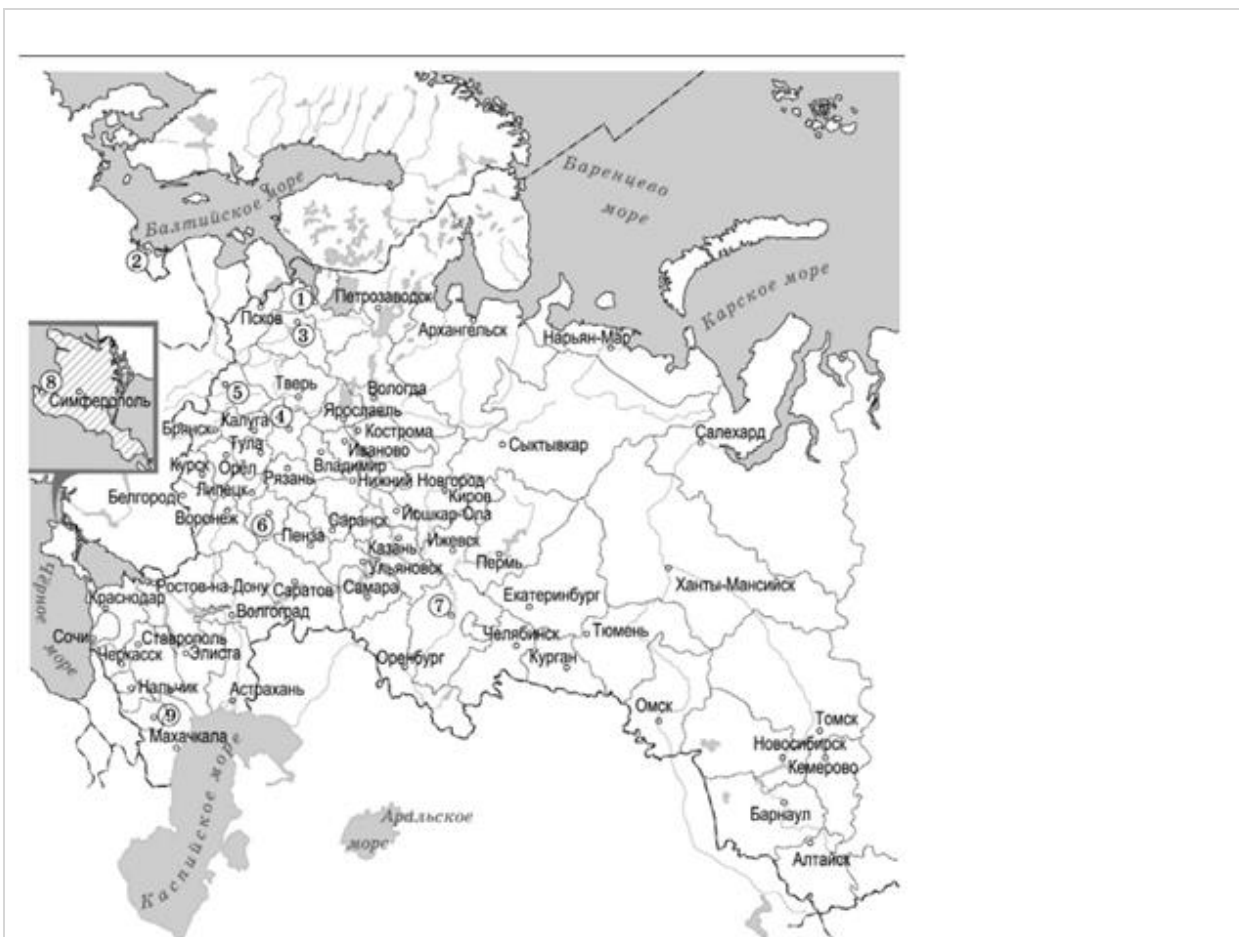 Баренцево
море
Балтийское море
②
①
Псков
Петрозаводск
③
Архангельск
Нарьян-Мар
Карское море
⑧
Симферополь
⑤
Тверь
Вологда
Брянск
Калуга
④
Ярославль
Кострома
Тула
Иваново
Сыктывкар
Салехард
Курск
Орёл
Рязань
Владимир
Нижний Новгород
Белгород
Липецк
Киров
Воронеж
⑥
Саранск
Йошкар-Ола
Пенза
Казань
Ижевск
Пермь
Ульяновск
Ростов-на-Дону
Саратов
Самара
Ханты-Мансийск
Черное
море
Краснодар
Волгоград
⑦
Екатеринбург
Сочи
Ставрополь
Челябинск
Тюмень
Черкасск
Элиста
Оренбург
Курган
Нальчик
Астрахань
⑨
Махачкала
Омск
Томск
Новосибирск
Кемерово
Каспийское море
Аральское
море
Барнаул
Алтайск